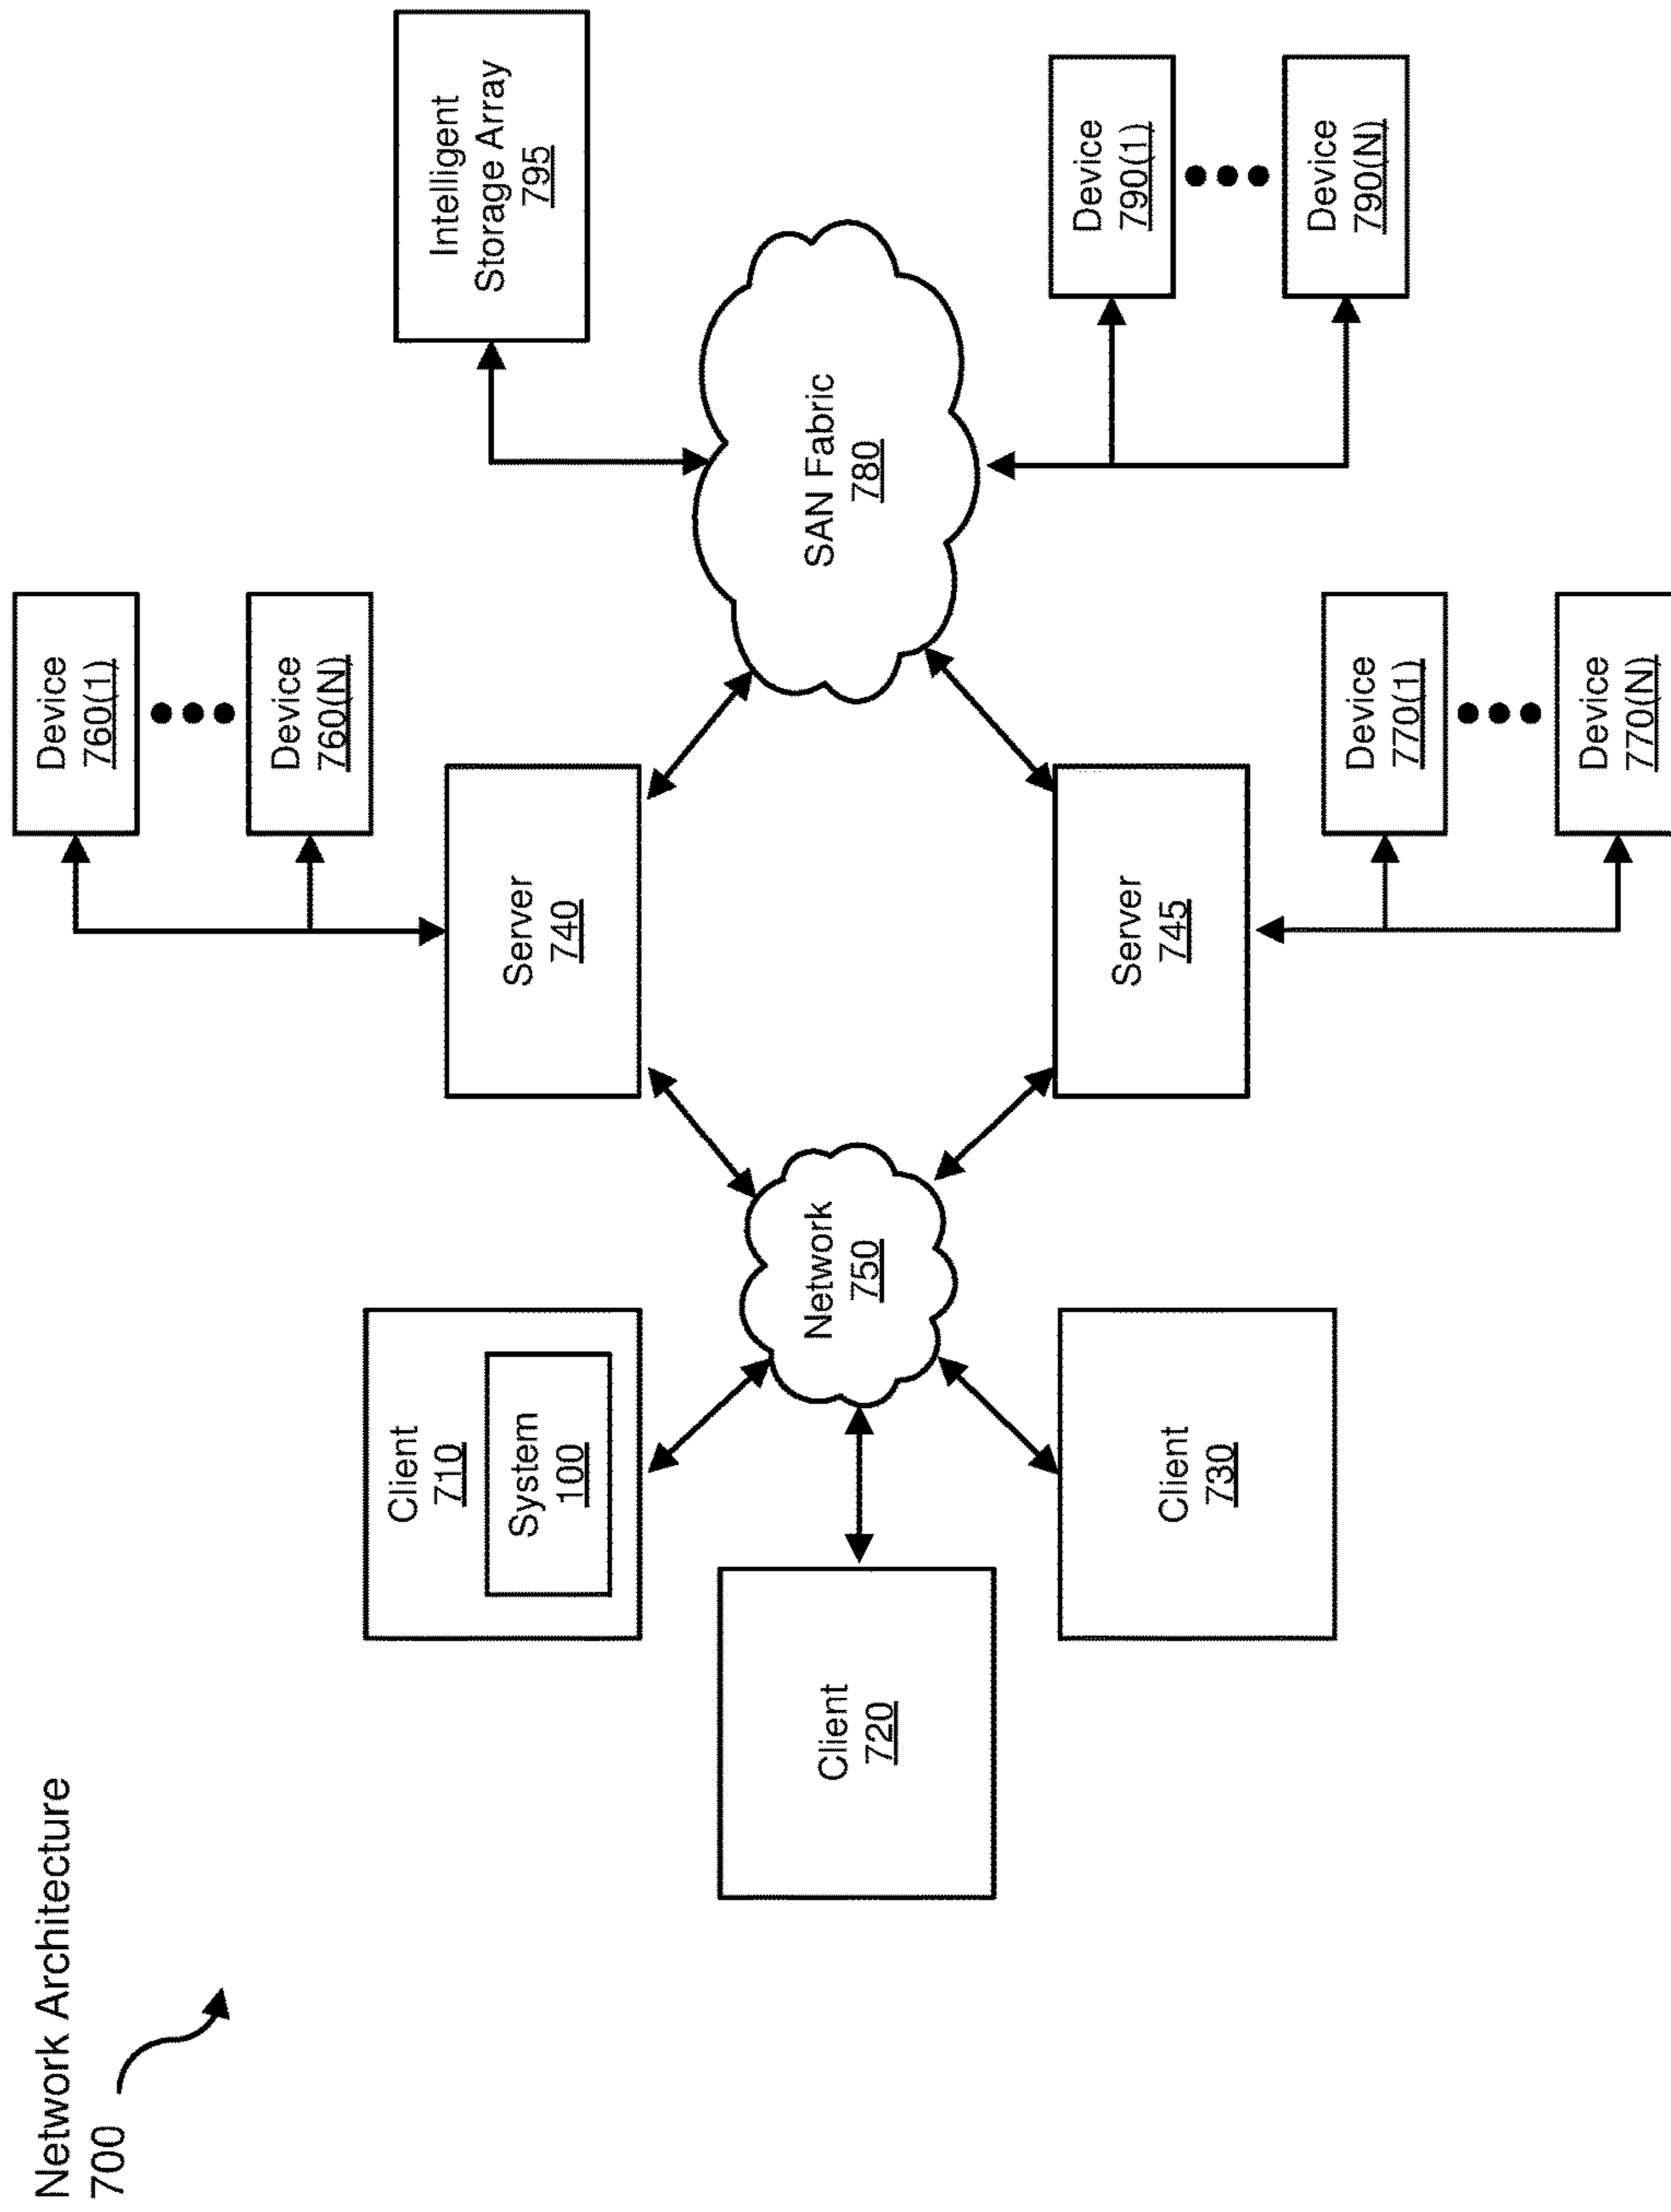 Network Architecture
700
Client
710
System
100
Client
720
Client
730
Network
750
Server
740
Server
745
Device
760(1)
Device
760(N)
Device
770(1)
Device
770(N)
SAN Fabric
780
Intelligent
Storage Array
795
Device
790(1)
Device
790(N)